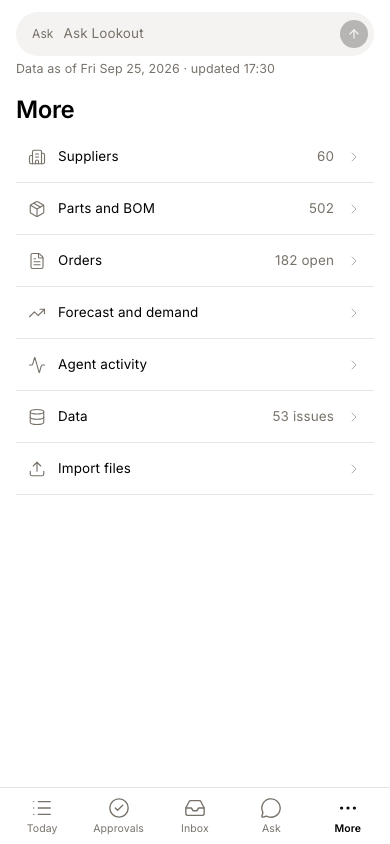 Ask Ask Lookout
Data as of Fri Sep 25, 2026 · updated 17:30
More
Suppliers 60
Parts and BOM 502
Orders 182 open
Forecast and demand
Agent activity
Data 53 issues
Import files
Today Approvals Inbox Ask More